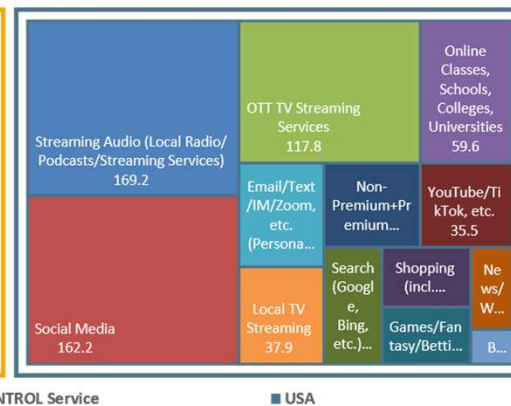 Streaming Audio (Local Radio/
Podcasts/Streaming Services)
169.2
Social Media
162.2
OTT TV Streaming
Services
117.8
Online
Classes,
Schools,
Colleges,
Universities
59.6
Email/Text
/IM/Zoom,
etc.
(Persona...
Non-
Premium+Pr
emium...
YouTube/Ti
kTok, etc.
35.5
Local TV
Streaming
37.9
Search
(Googl
e,
Bing,
etc.)...
Shopping
(incl....
Games/Fan
tasy/Betti...
Ne
ws/
W...
B...
NTROL Service
USA